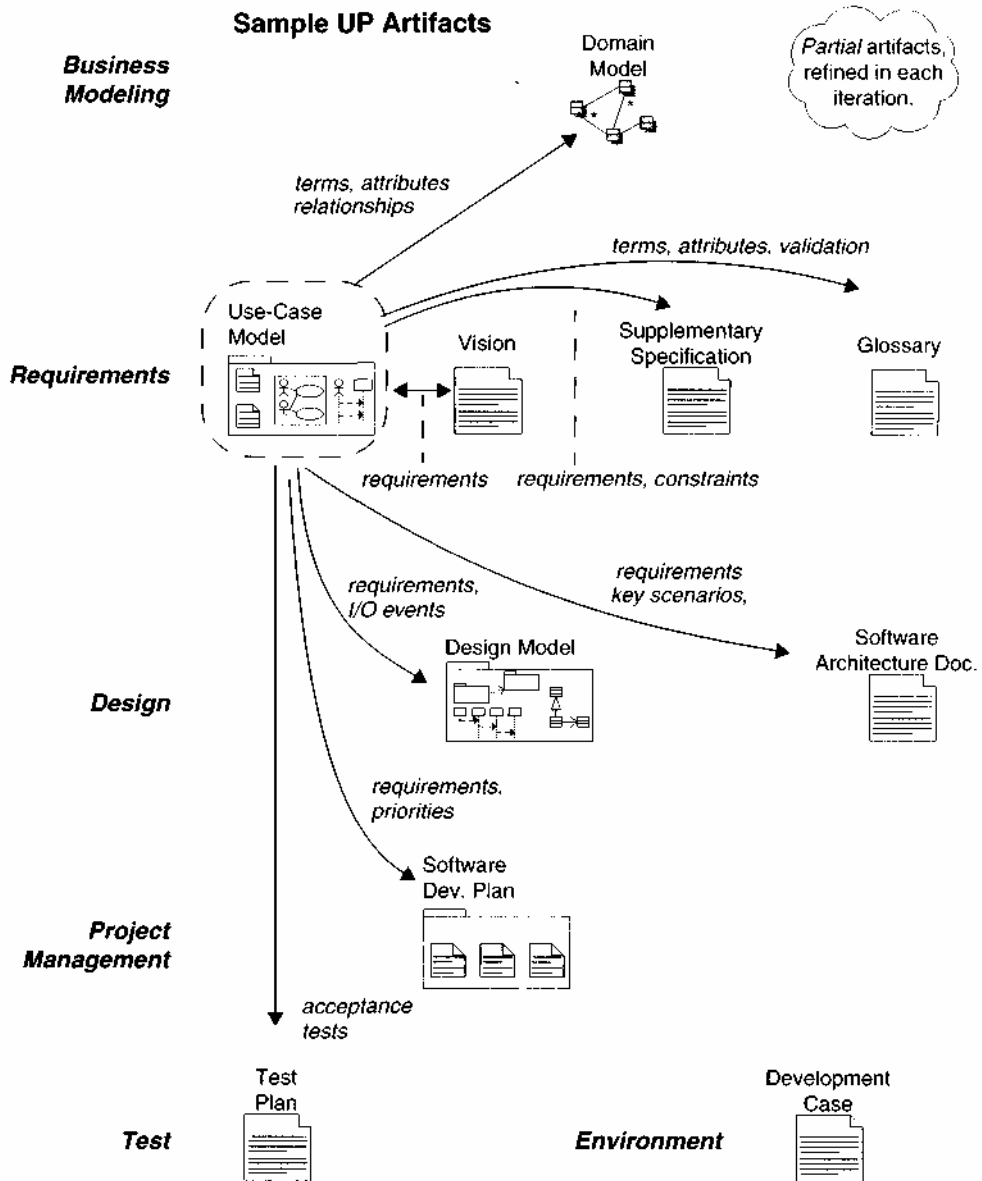 Sample UP Artifacts
Business
Modeling
Domain
Model
*
*
Partial artifacts,
refined in each
iteration.
terms, attributes
relationships
terms, attributes, validation
Requirements
Use-Case
Model
Vision
Supplementary
Specification
Glossary
requirements
requirements, constraints
requirements,
I/O events
requirements
key scenarios,
Design
Design Model
Software
Architecture Doc.
requirements,
priorities
Project
Management
Software
Dev. Plan
acceptance
tests
Test
Test
Plan
Environment
Development
Case